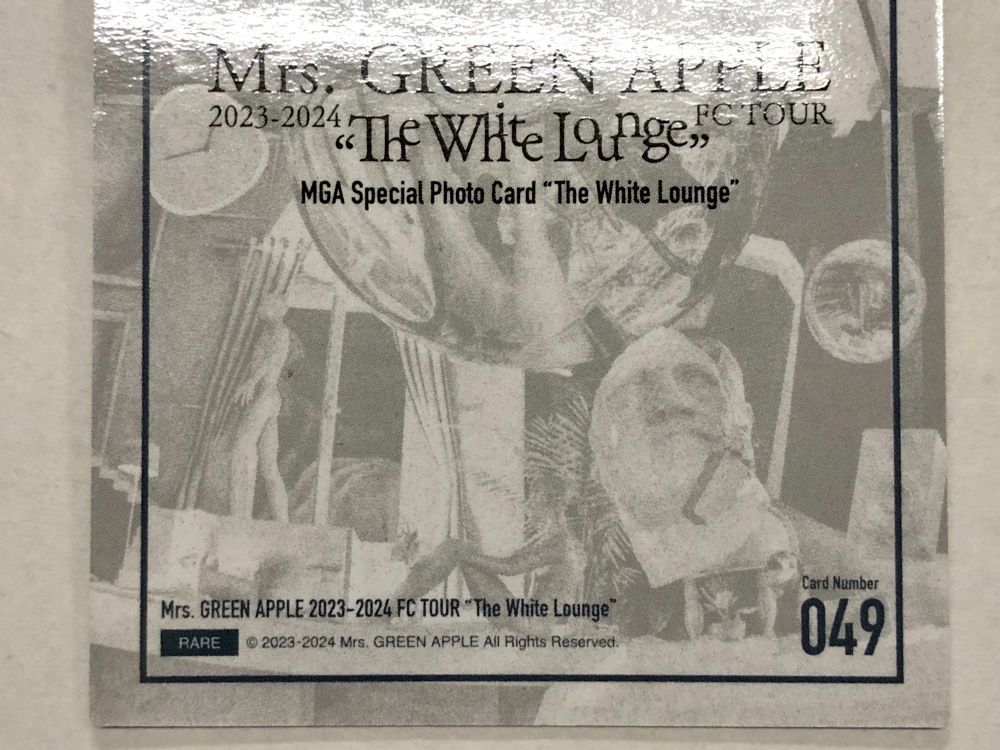 Mrs. GREEN APPLE
2023-2024 FC TOUR
“The White Lounge”
MGA Special Photo Card “The White Lounge”
Mrs. GREEN APPLE 2023-2024 FC TOUR “The White Lounge”
RARE © 2023-2024 Mrs. GREEN APPLE All Rights Reserved.
Card Number
049